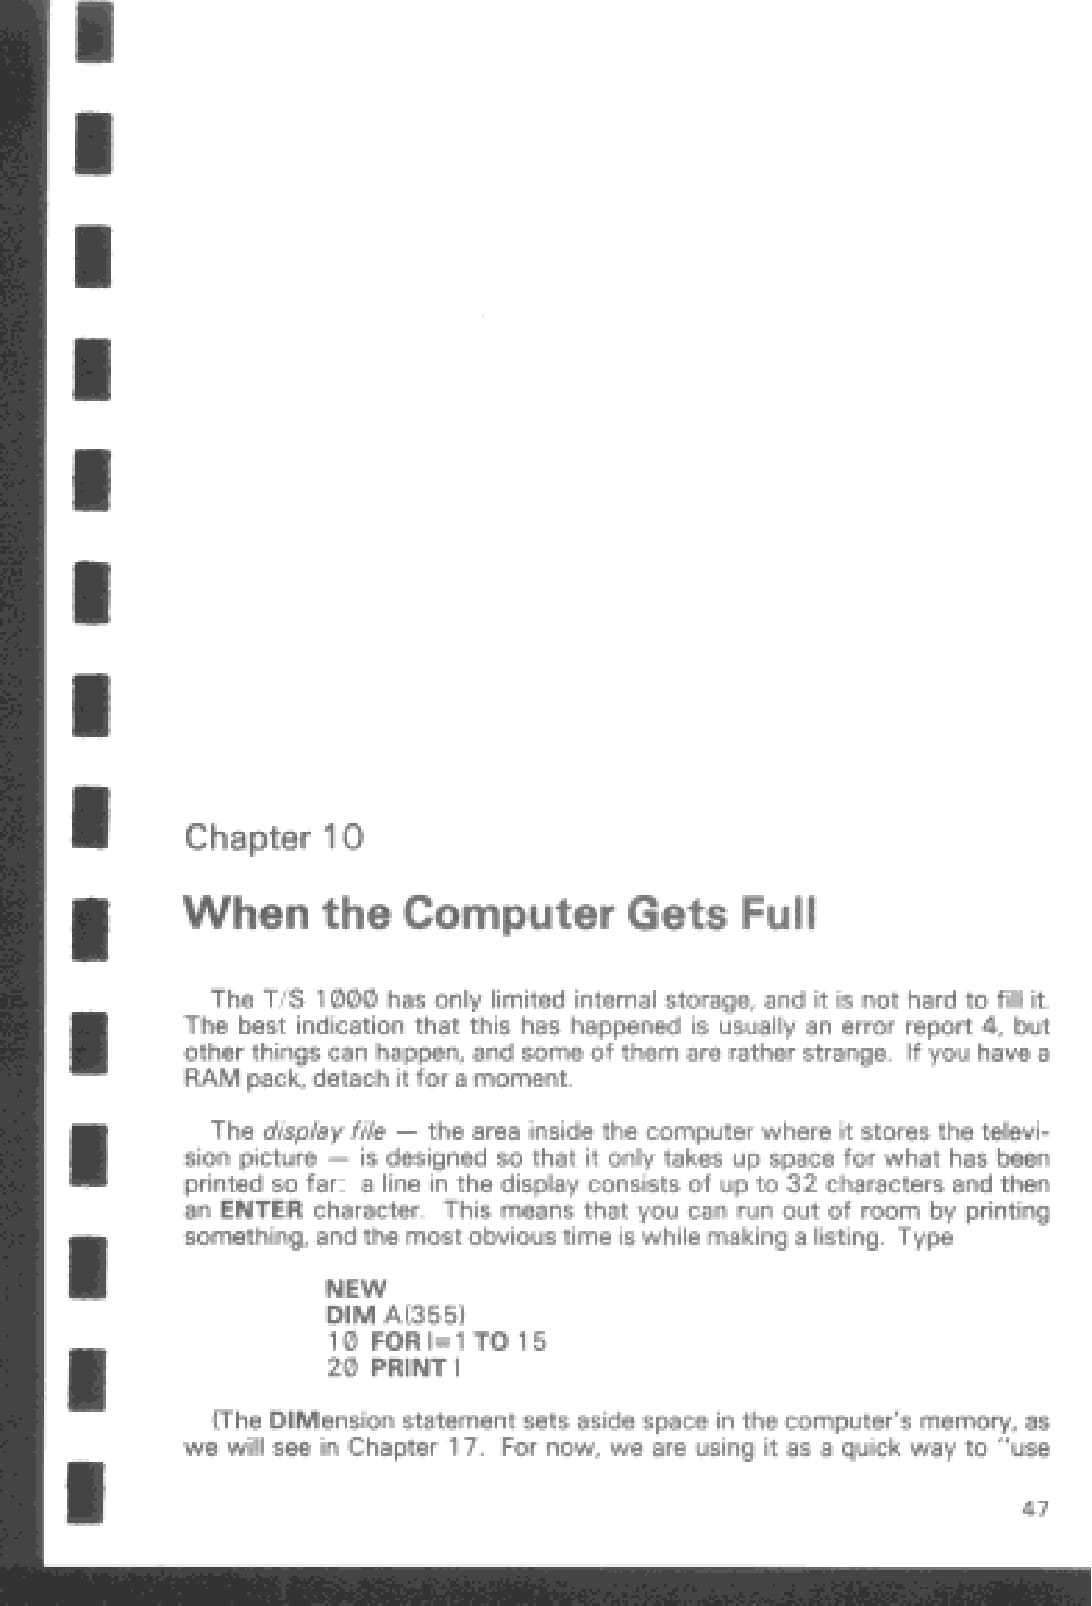 Chapter 10
When the Computer Gets Full
The T/S 1000 has only limited internal storage, and it is not hard to fill it.
The best indication that this has happened is usually an error report 4, but
other things can happen, and some of them are rather strange. If you have a
RAM pack, detach it for a moment.
The display file — the area inside the computer where it stores the televi-
sion picture — is designed so that it only takes up space for what has been
printed so far: a line in the display consists of up to 32 characters and then
an ENTER character. This means that you can run out of room by printing
something, and the most obvious time is while making a listing. Type
NEW
DIM A(355)
10 FOR I=1 TO 15
20 PRINT I
(The DIMension statement sets aside space in the computer's memory, as
we will see in Chapter 17. For now, we are using it as a quick way to "use
47